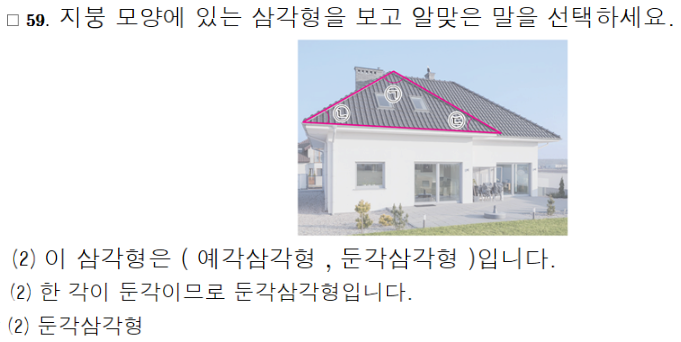 □ 59. 지붕 모양에 있는 삼각형을 보고 알맞은 말을 선택하세요.
㉠
㉡
㉢
(2) 이 삼각형은 ( 예각삼각형 , 둔각삼각형 )입니다.
(2) 한 각이 둔각이므로 둔각삼각형입니다.
(2) 둔각삼각형